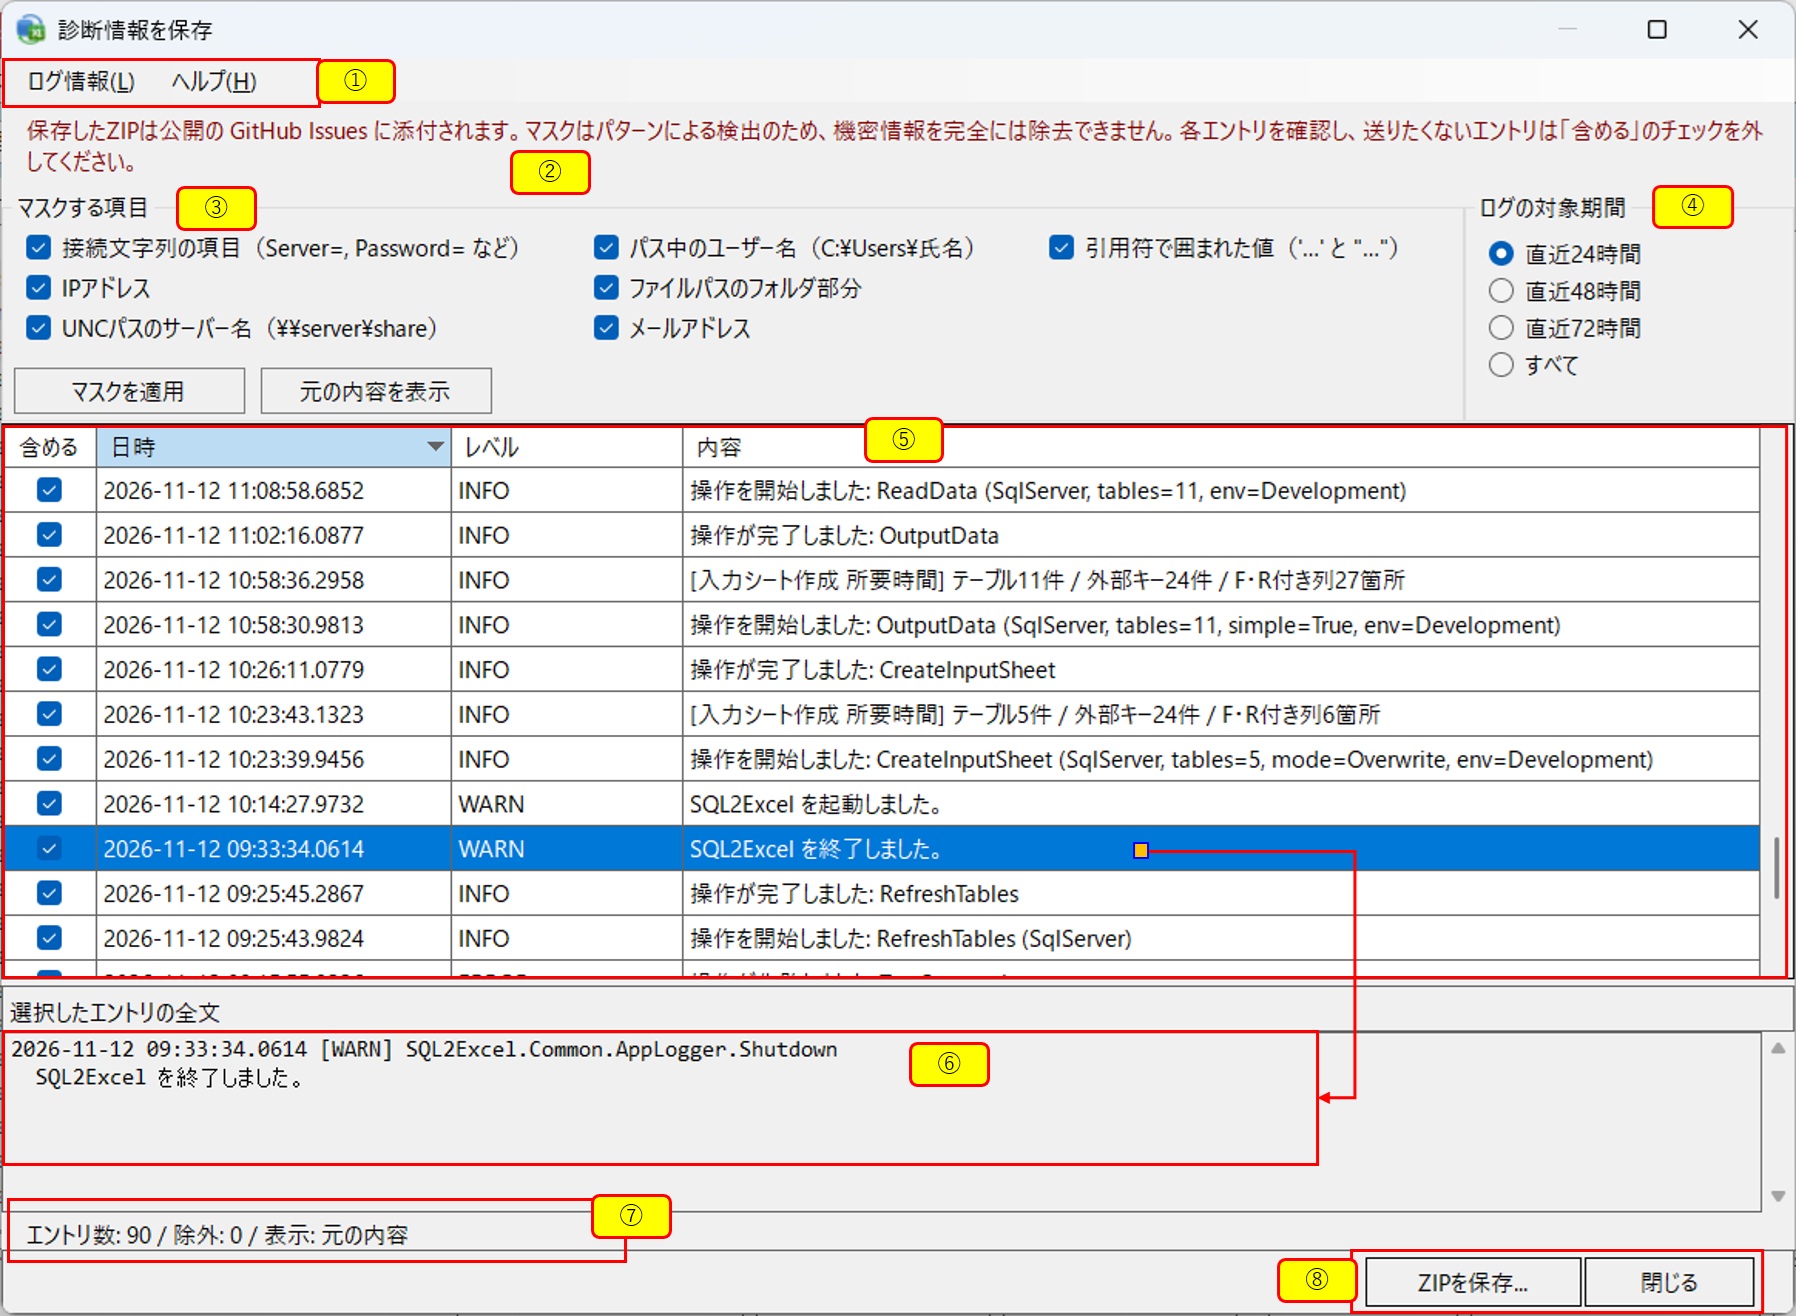 診断情報を保存
ログ情報(L) ヘルプ(H) ①
保存したZIPは公開の GitHub Issues に添付されます。マスクはパターンによる検出のため、機密情報を完全には除去できません。各エントリを確認し、送りたくないエントリは「含める」のチェックを外
してください。
②
マスクする項目 ③
接続文字列の項目（Server=, Password= など） パス中のユーザー名（C:¥Users¥氏名） 引用符で囲まれた値（'...' と "..."）
IPアドレス ファイルパスのフォルダ部分
UNCパスのサーバー名（¥¥server¥share） メールアドレス
マスクを適用 元の内容を表示
ログの対象期間 ④
直近24時間
直近48時間
直近72時間
すべて
含める 日時 レベル 内容 ⑤
2026-11-12 11:08:58.6852 INFO 操作を開始しました: ReadData (SqlServer, tables=11, env=Development)
2026-11-12 11:02:16.0877 INFO 操作が完了しました: OutputData
2026-11-12 10:58:36.2958 INFO [入力シート作成 所要時間] テーブル11件 / 外部キー24件 / F・R付き列27箇所
2026-11-12 10:58:30.9813 INFO 操作を開始しました: OutputData (SqlServer, tables=11, simple=True, env=Development)
2026-11-12 10:26:11.0779 INFO 操作が完了しました: CreateInputSheet
2026-11-12 10:23:43.1323 INFO [入力シート作成 所要時間] テーブル5件 / 外部キー24件 / F・R付き列6箇所
2026-11-12 10:23:39.9456 INFO 操作を開始しました: CreateInputSheet (SqlServer, tables=5, mode=Overwrite, env=Development)
2026-11-12 10:14:27.9732 WARN SQL2Excel を起動しました。
2026-11-12 09:33:34.0614 WARN SQL2Excel を終了しました。
2026-11-12 09:25:45.2867 INFO 操作が完了しました: RefreshTables
2026-11-12 09:25:43.9824 INFO 操作を開始しました: RefreshTables (SqlServer)
選択したエントリの全文
2026-11-12 09:33:34.0614 [WARN] SQL2Excel.Common.AppLogger.Shutdown
SQL2Excel を終了しました。
⑥
⑦
エントリ数: 90 / 除外: 0 / 表示: 元の内容
⑧ ZIPを保存... 閉じる